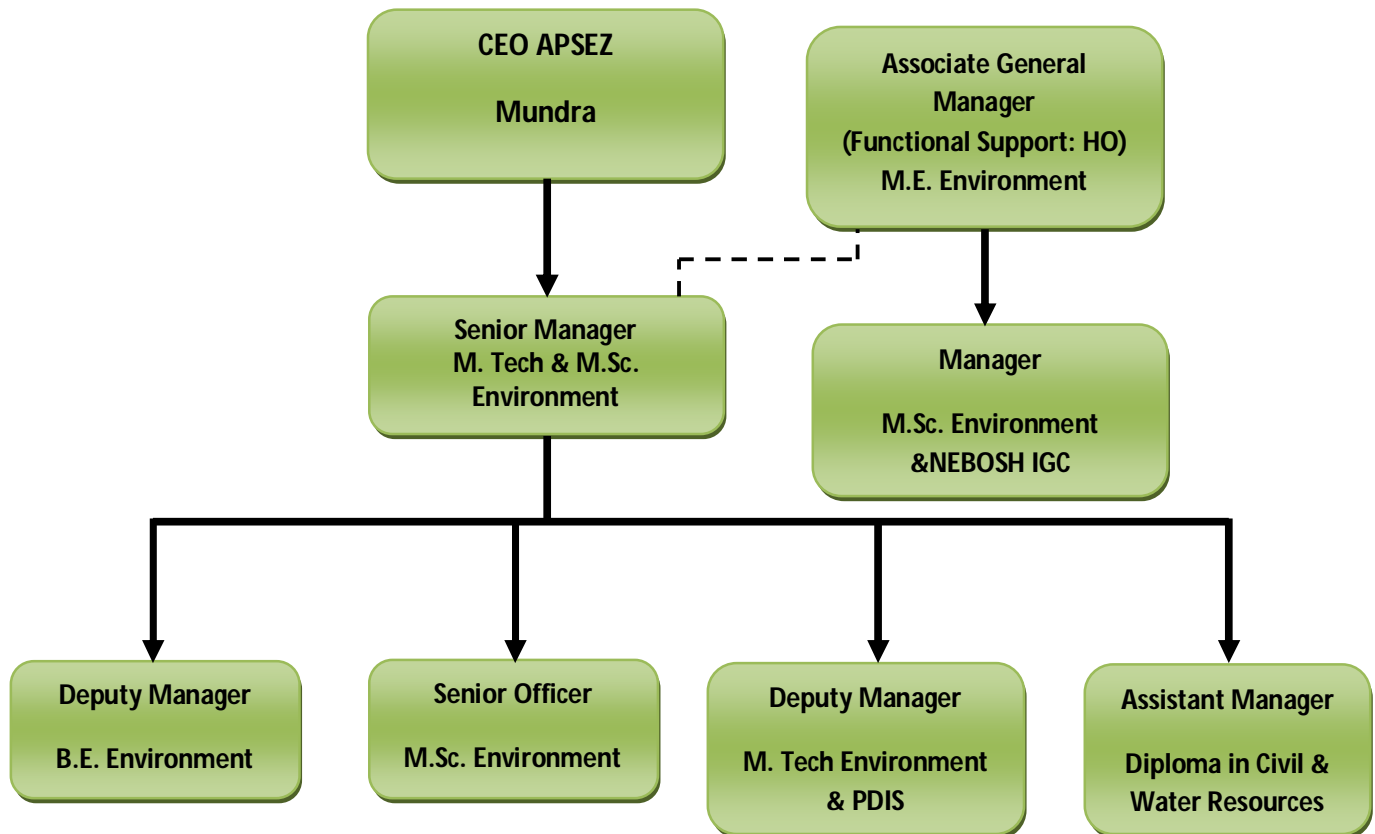 CEO APSEZ
Mundra
Associate General
Manager
(Functional Support: HO)
M.E. Environment
Senior Manager
M. Tech & M.Sc.
Environment
Manager
M.Sc. Environment
&NEBOSH IGC
Deputy Manager
B.E. Environment
Senior Officer
M.Sc. Environment
Deputy Manager
M. Tech Environment
& PDIS
Assistant Manager
Diploma in Civil &
Water Resources